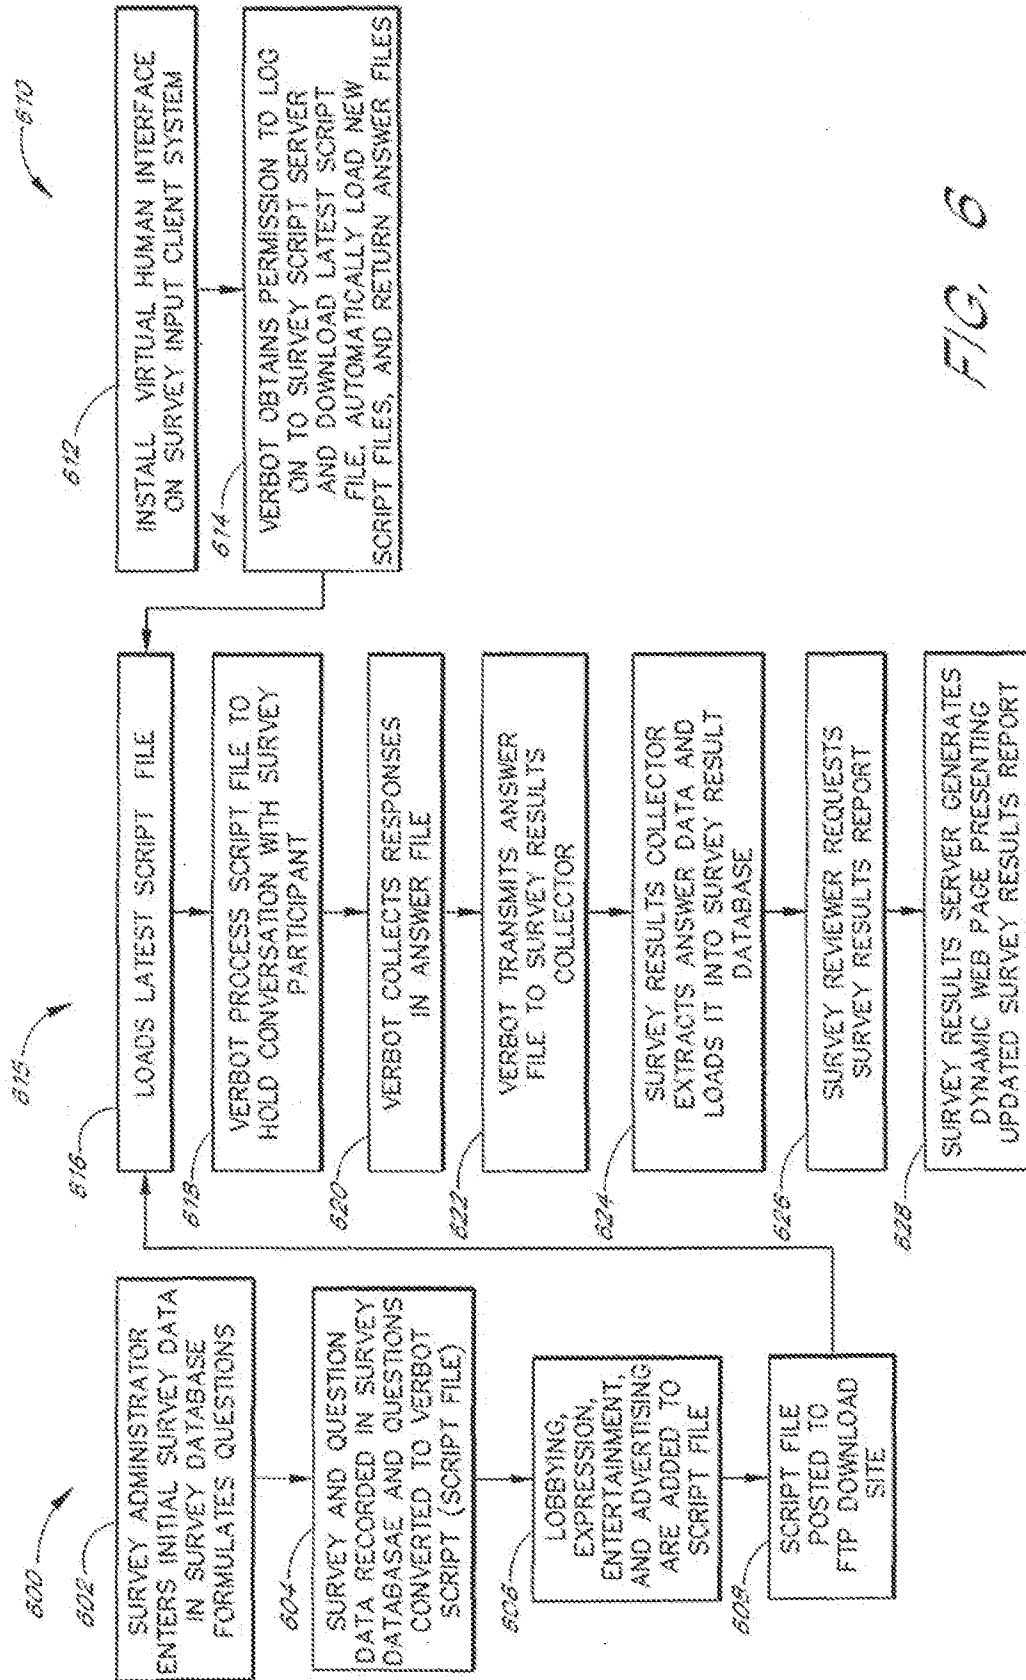 600
602
SURVEY ADMINISTRATOR
ENTERS INITIAL SURVEY DATA
IN SURVEY DATABASE
FORMULATES QUESTIONS
604
SURVEY AND QUESTION
DATA RECORDED IN SURVEY
DATABASAE AND QUESTIONS
CONVERTED TO VERBOT
SCRIPT (SCRIPT FILE)
606
LOBBYING,
EXPRESSION,
ENTERTAINMENT,
AND ADVERTISING
ARE ADDED TO
SCRIPT FILE
608
SCRIPT FILE
POSTED TO
FTP DOWNLOAD
SITE
615
616
LOADS LATEST SCRIPT FILE
618
VERBOT PROCESS SCRIPT FILE TO
HOLD CONVERSATION WITH SURVEY
PARTICIPANT
620
VERBOT COLLECTS RESPONSES
IN ANSWER FILE
622
VERBOT TRANSMITS ANSWER
FILE TO SURVEY RESULTS
COLLECTOR
624
SURVEY RESULTS COLLECTOR
EXTRACTS ANSWER DATA AND
LOADS IT INTO SURVEY RESULT
DATABASE
626
SURVEY REVIEWER REQUESTS
SURVEY RESULTS REPORT
628
SURVEY RESULTS SERVER GENERATES
DYNAMIC WEB PAGE PRESENTING
UPDATED SURVEY RESULTS REPORT
610
612
INSTALL VIRTUAL HUMAN INTERFACE
ON SURVEY INPUT CLIENT SYSTEM
614
VERBOT OBTAINS PERMISSION TO LOG
ON TO SURVEY SCRIPT SERVER
AND DOWNLOAD LATEST SCRIPT
FILE, AUTOMATICALLY LOAD NEW
SCRIPT FILES, AND RETURN ANSWER FILES
FIG. 6